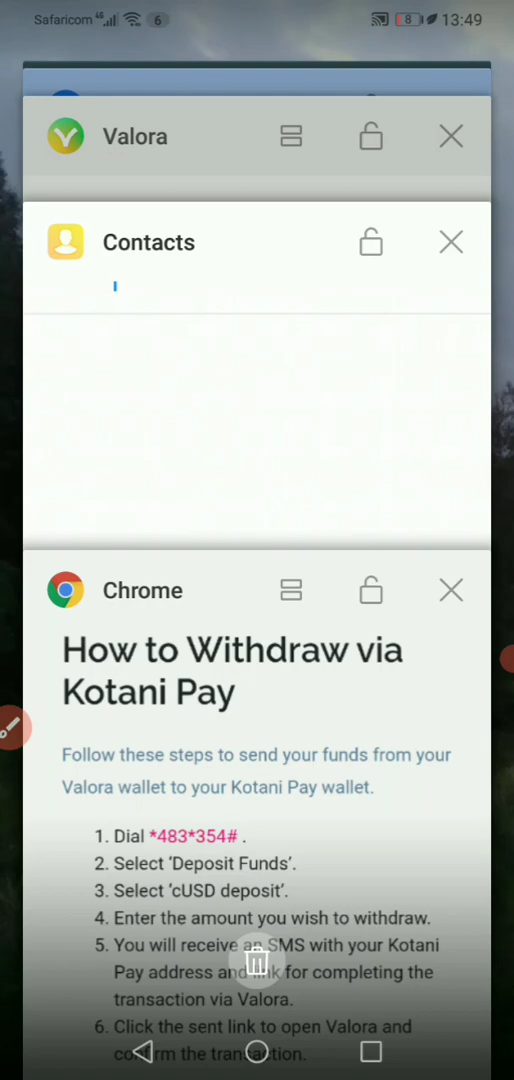 Safaricom 4G 6 8 13:49
Valora
Contacts
Chrome
How to Withdraw via
Kotani Pay
Follow these steps to send your funds from your
Valora wallet to your Kotani Pay wallet.
1. Dial *483*354# .
2. Select ‘Deposit Funds’.
3. Select ‘cUSD deposit’.
4. Enter the amount you wish to withdraw.
5. You will receive an SMS with your Kotani
Pay address and link for completing the
transaction via Valora.
6. Click the sent link to open Valora and
confirm the transaction.